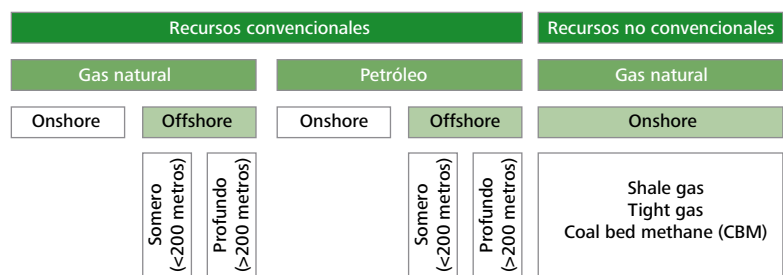 Recursos convencionales
Recursos no convencionales
Gas natural
Petróleo
Gas natural
Onshore
Offshore
Onshore
Offshore
Onshore
Somero
(<200 metros)
Profundo
(>200 metros)
Somero
(<200 metros)
Profundo
(>200 metros)
Shale gas
Tight gas
Coal bed methane (CBM)